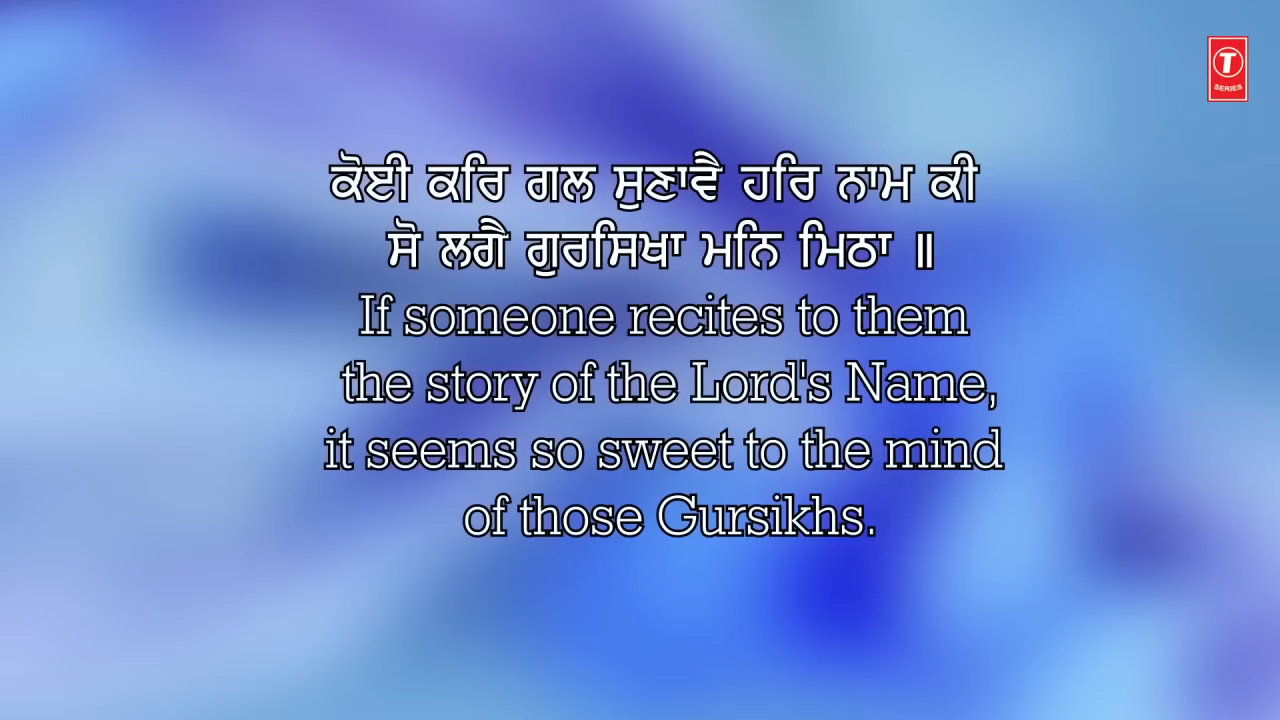 T
SERIES
ਕੋਈ ਕਰਿ ਗਲ ਸੁਣਾਵੈ ਹਰਿ ਨਾਮ ਕੀ
ਸੋ ਲਗੈ ਗੁਰਸਿਖਾ ਮਨਿ ਮਿਠਾ ॥
If someone recites to them
the story of the Lord's Name,
it seems so sweet to the mind
of those Gursikhs.